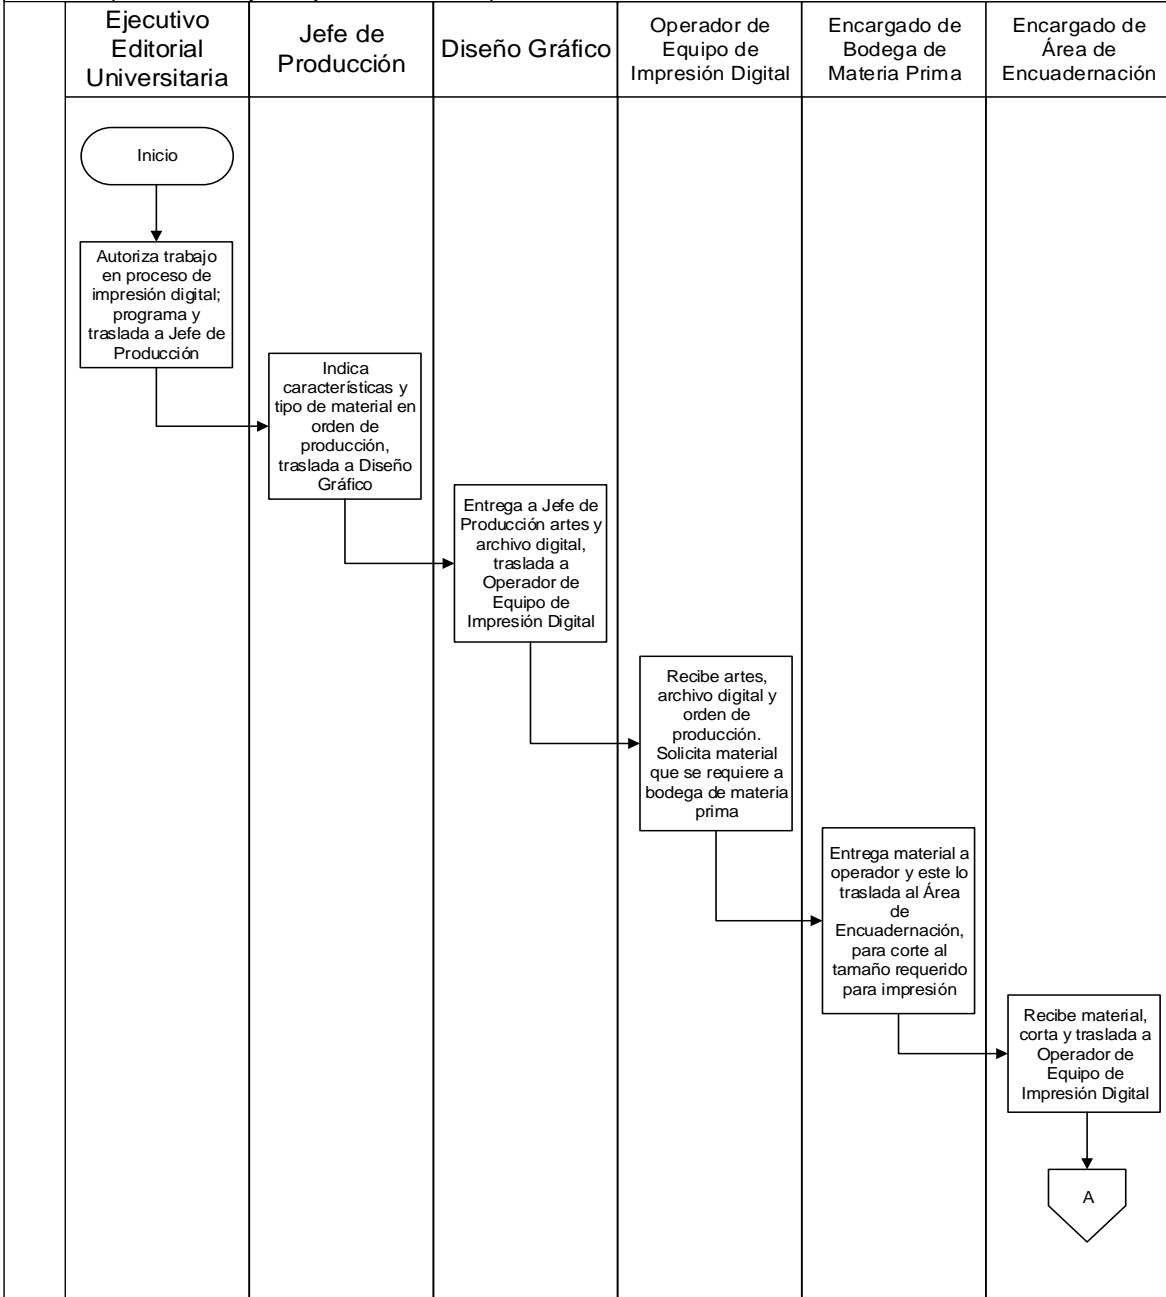 Ejecutivo
Editorial
Universitaria
Jefe de
Producción
Diseño Gráfico
Operador de
Equipo de
Impresión Digital
Encargado de
Bodega de
Materia Prima
Encargado de
Área de
Encuadernación
Inicio
Autoriza trabajo
en proceso de
impresión digital;
programa y
traslada a Jefe de
Producción
Indica
características y
tipo de material en
orden de
producción,
traslada a Diseño
Gráfico
Entrega a Jefe de
Producción artes y
archivo digital,
traslada a
Operador de
Equipo de
Impresión Digital
Recibe artes,
archivo digital y
orden de
producción.
Solicita material
que se requiere a
bodega de materia
prima
Entrega material a
operador y este lo
traslada al Área
de
Encuadernación,
para corte al
tamaño requerido
para impresión
Recibe material,
corta y traslada a
Operador de
Equipo de
Impresión Digital
A